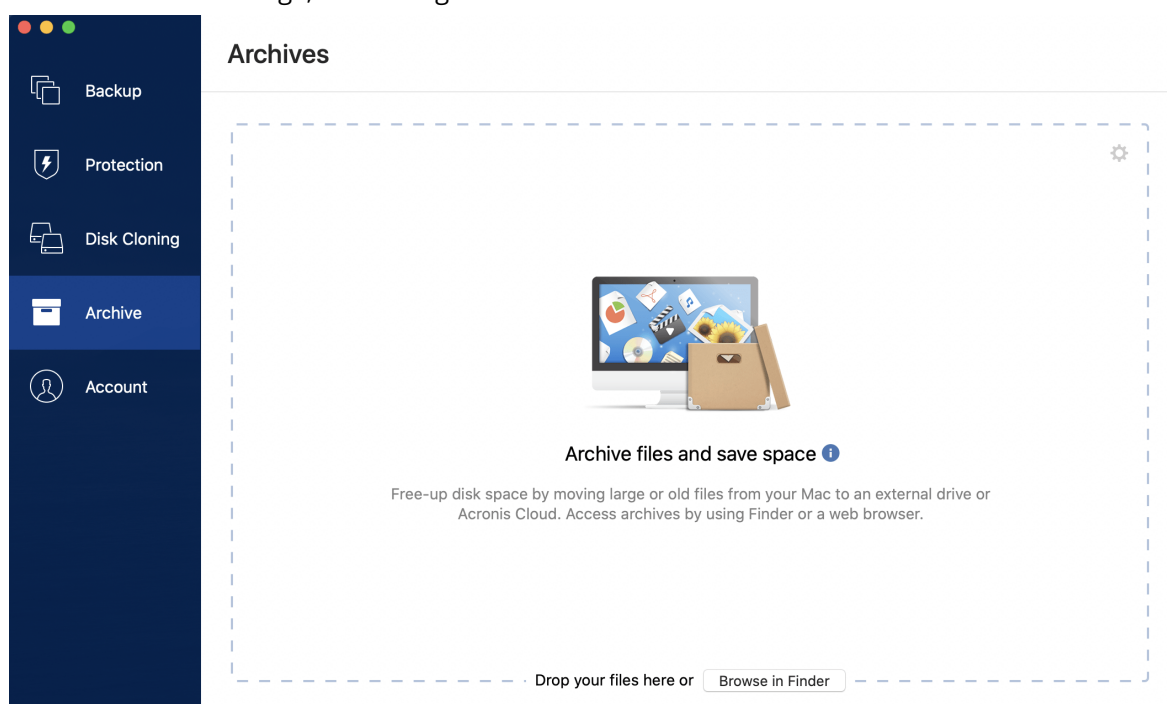 Archives
Backup
Protection
Disk Cloning
Archive
Account
Archive files and save space
Free-up disk space by moving large or old files from your Mac to an external drive or
Acronis Cloud. Access archives by using Finder or a web browser.
Drop your files here or Browse in Finder